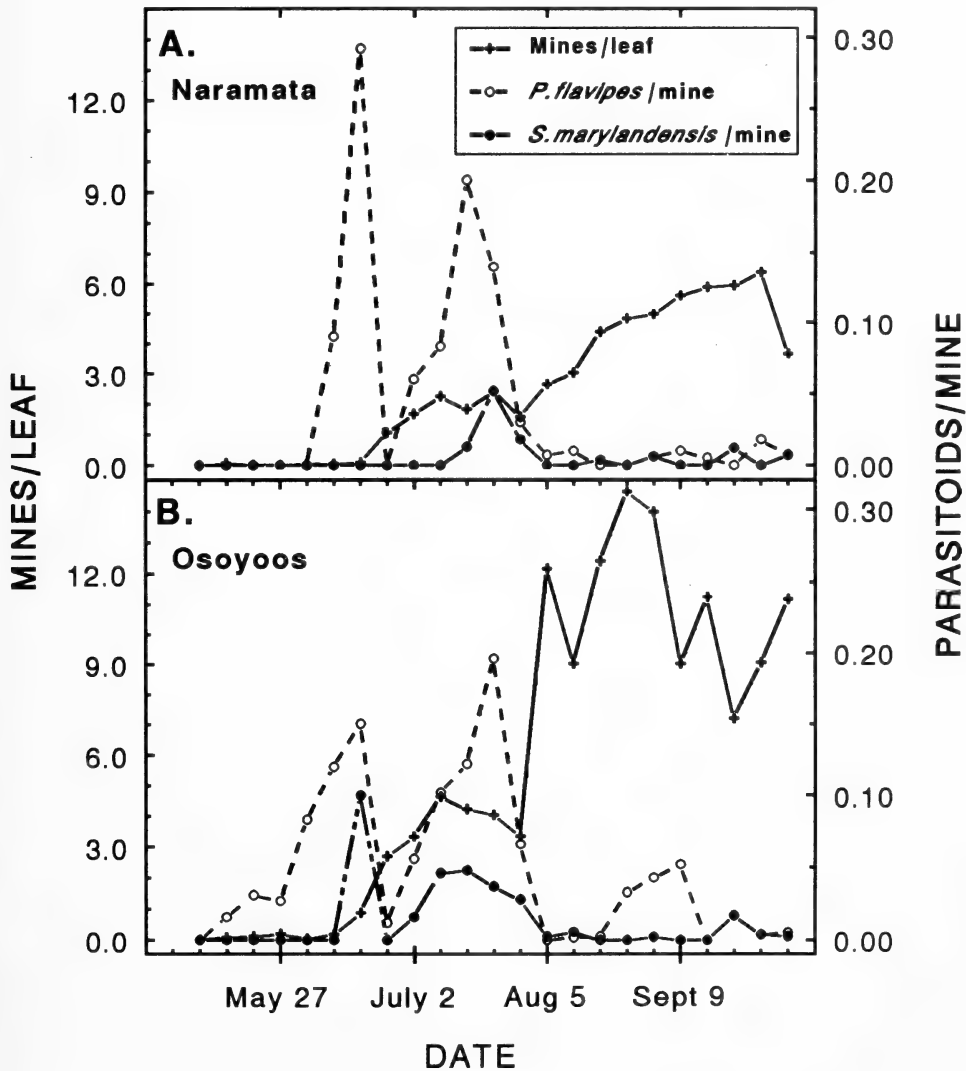 A.
Naramata
Mines/leaf
P. flavipes / mine
S. marylandensis / mine
12.0
9.0
6.0
3.0
0.0
0.30
0.20
0.10
0.00
B.
Osoyoos
12.0
9.0
6.0
3.0
0.0
0.30
0.20
0.10
0.00
MINES/LEAF
PARASITOIDS/MINE
May 27
July 2
Aug 5
Sept 9
DATE